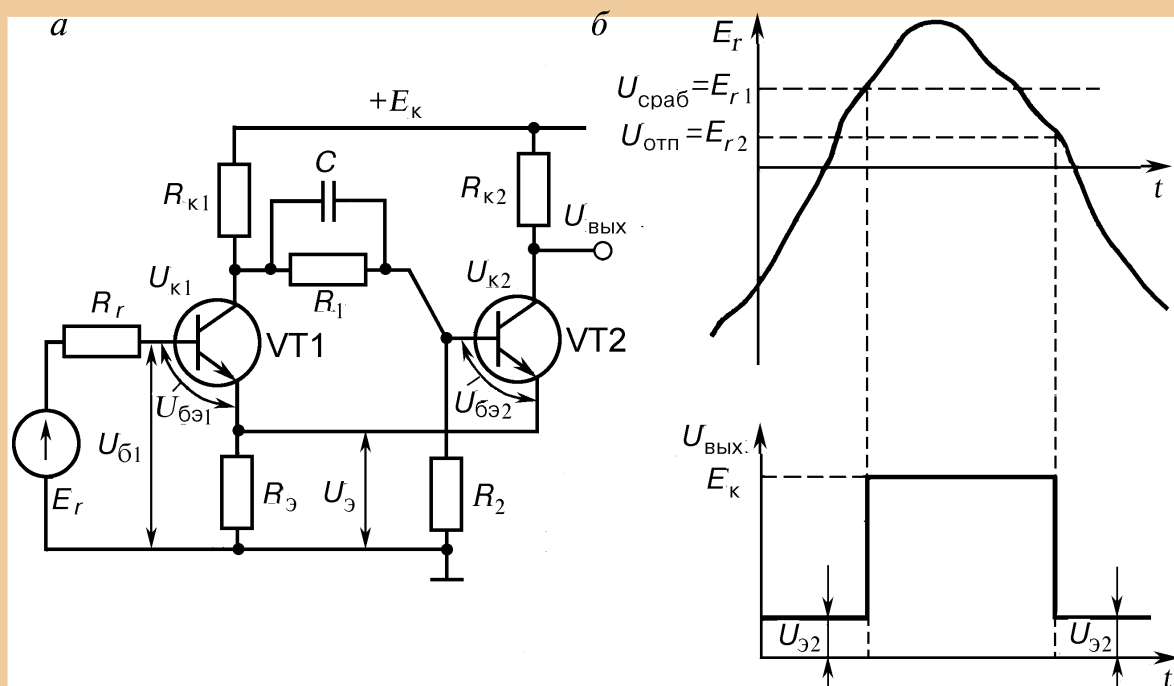 а
+Eк
Rк1
C
Rк2
Uвых
Uк1
R1
Uк2
Rг
VT1
VT2
Uбэ1
Uбэ2
Uб1
Eг
Rэ
Uэ
R2
б
Eг
Uсраб=Eг1
Uотп=Eг2
t
Uвых.
Eк
Uэ2
Uэ2
t